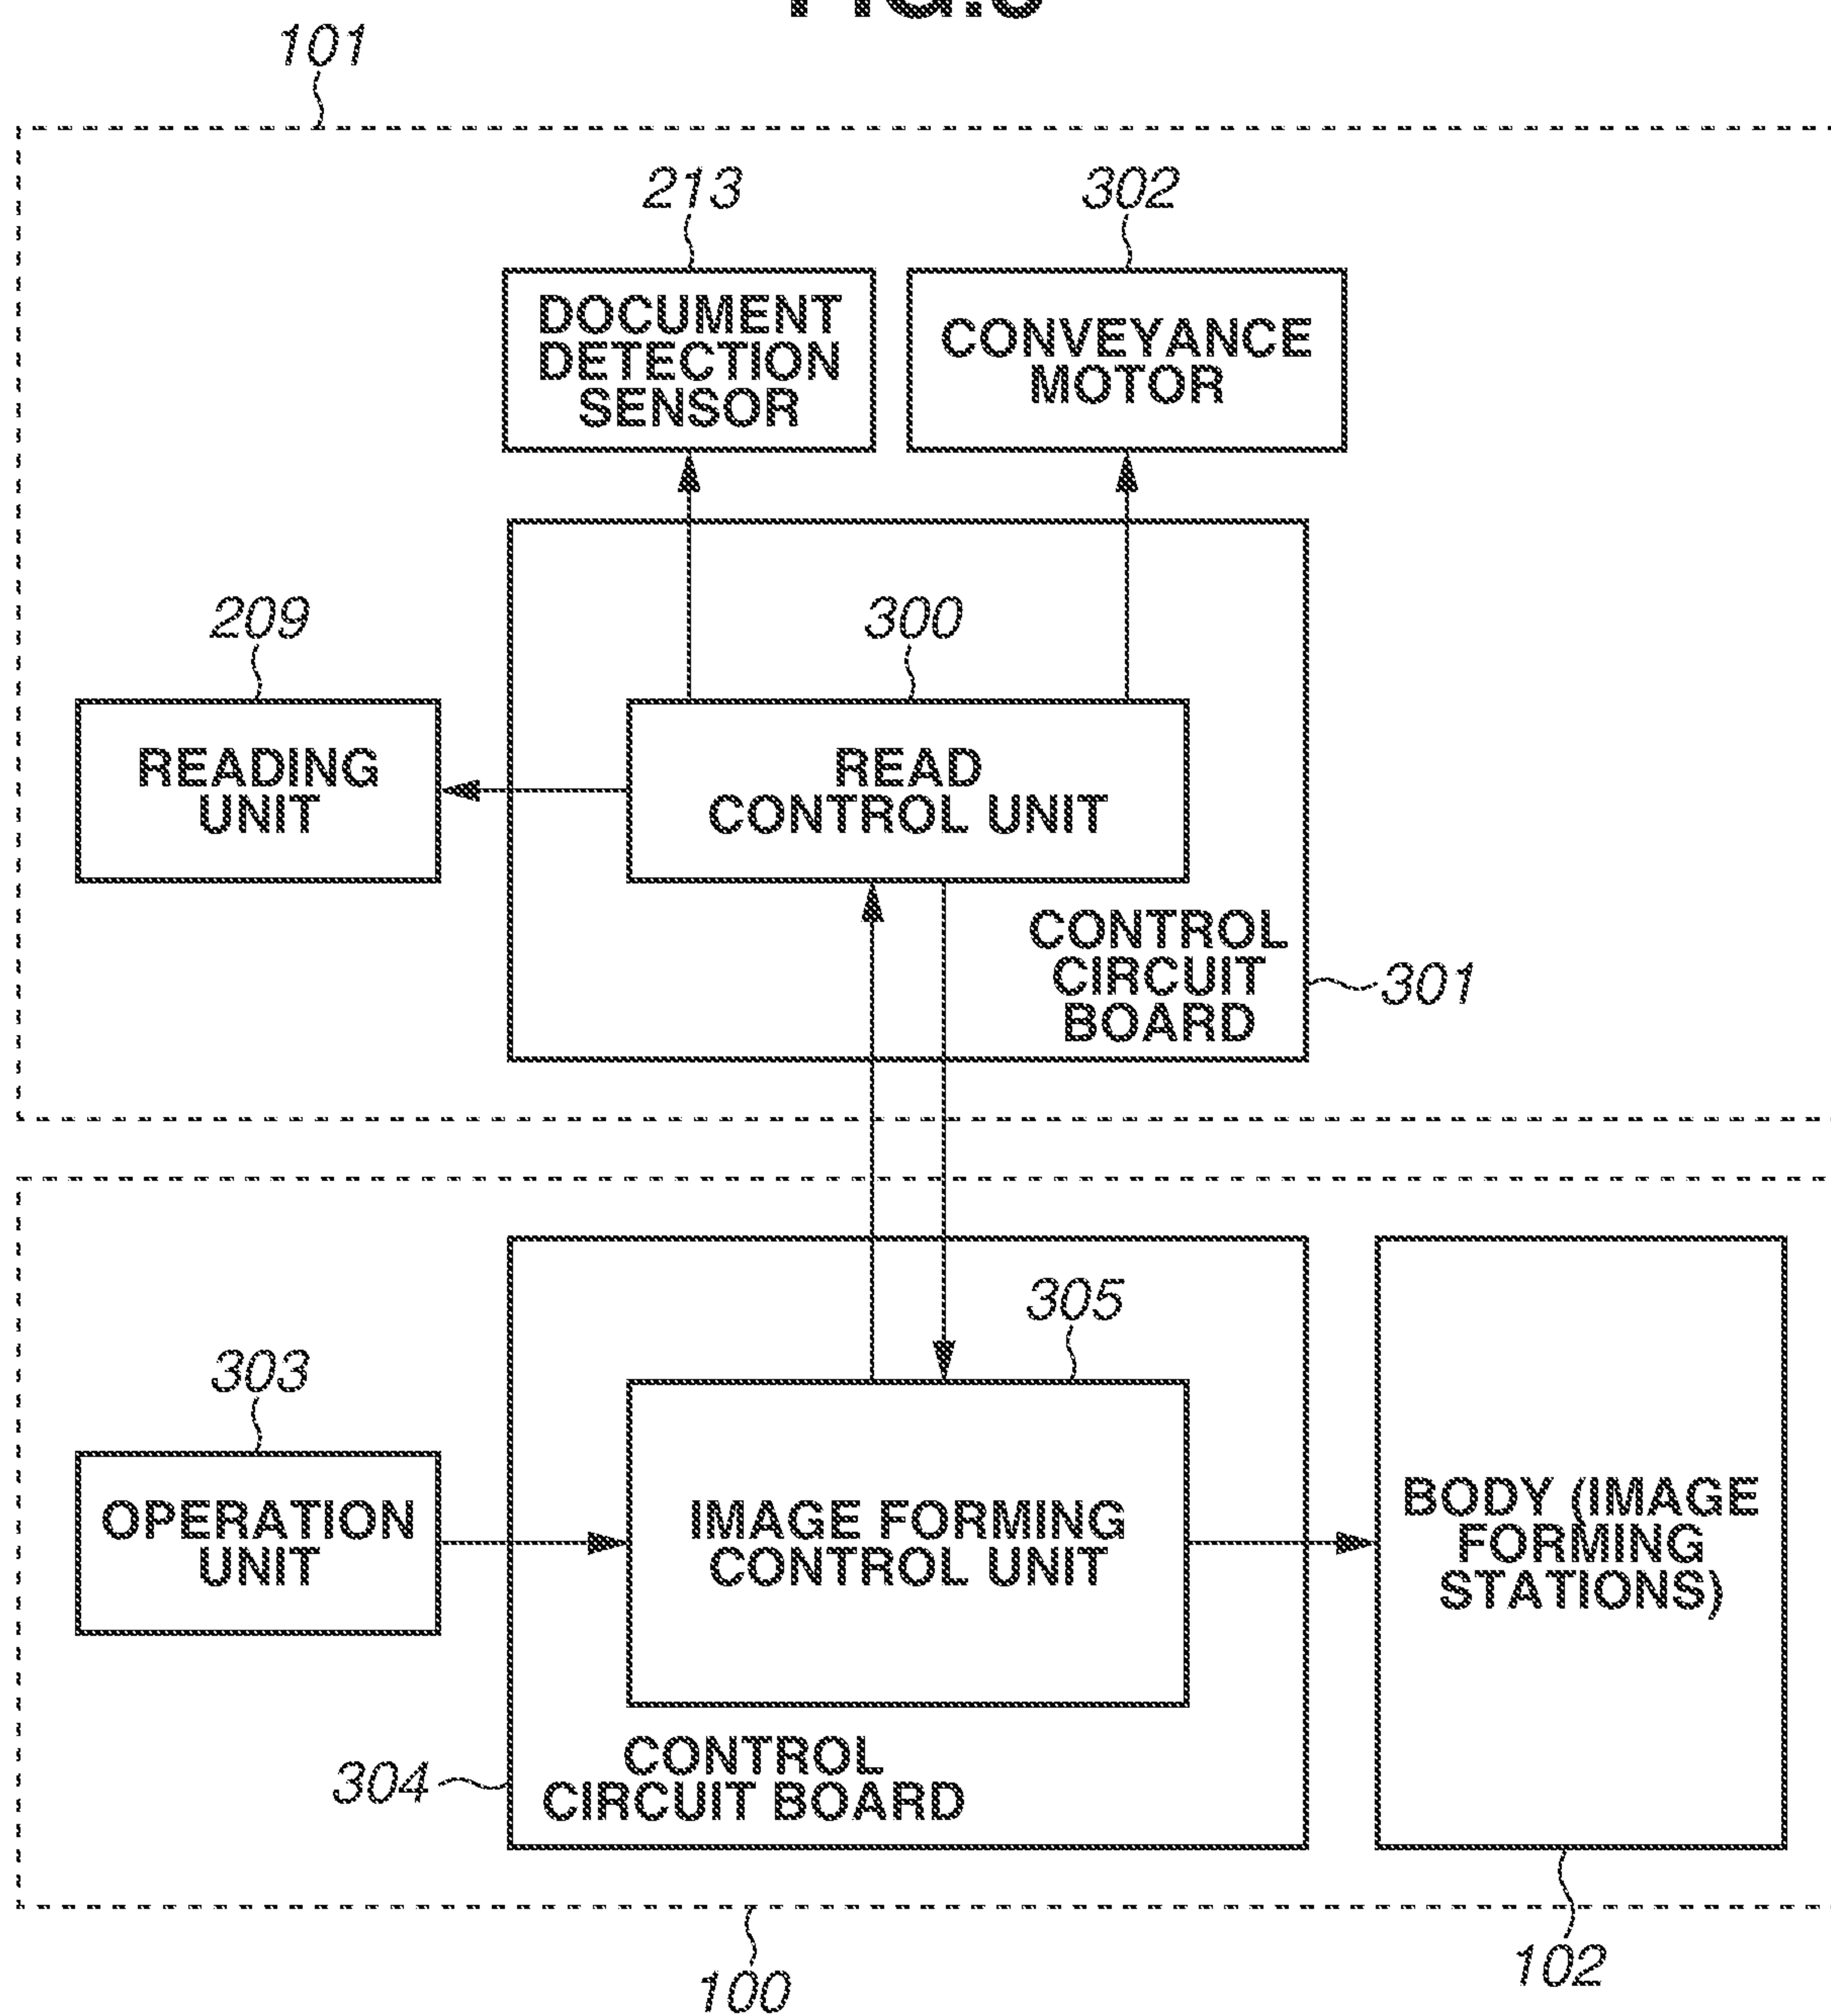 101
213
302
DOCUMENT
DETECTION
SENSOR
CONVEYANCE
MOTOR
209
300
READING
UNIT
READ
CONTROL UNIT
CONTROL
CIRCUIT
BOARD
301
305
303
OPERATION
UNIT
IMAGE FORMING
CONTROL UNIT
BODY (IMAGE
FORMING
STATIONS)
304
CONTROL
CIRCUIT BOARD
102
100